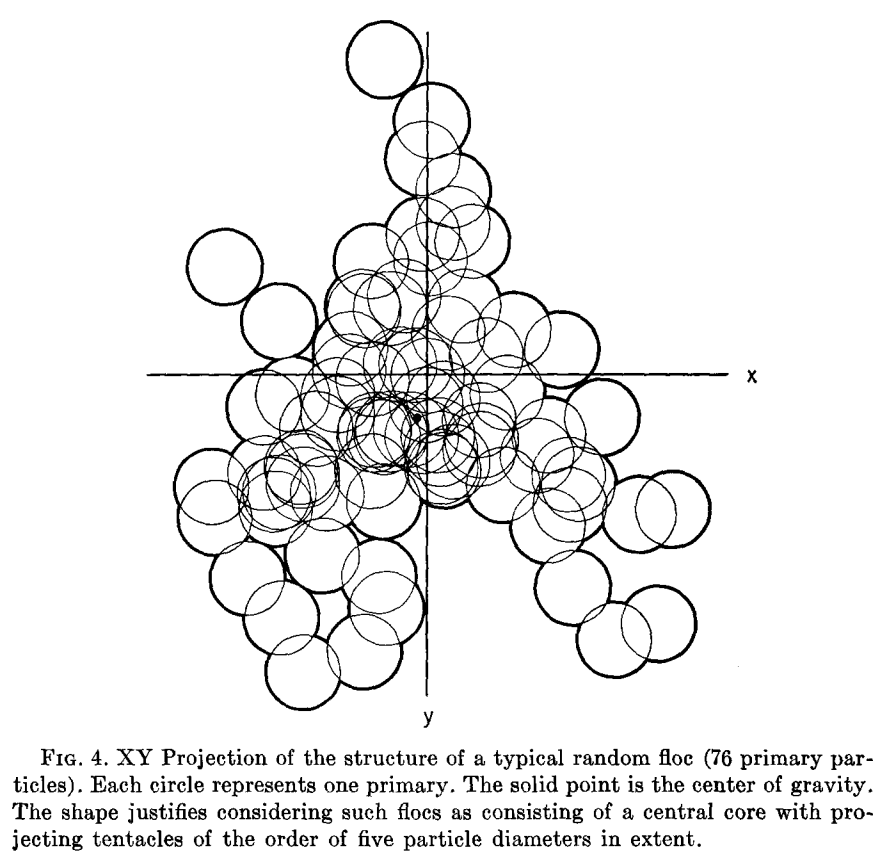 x
y
FIG. 4. XY Projection of the structure of a typical random floc (76 primary par-
ticles). Each circle represents one primary. The solid point is the center of gravity.
The shape justifies considering such flocs as consisting of a central core with pro-
jecting tentacles of the order of five particle diameters in extent.